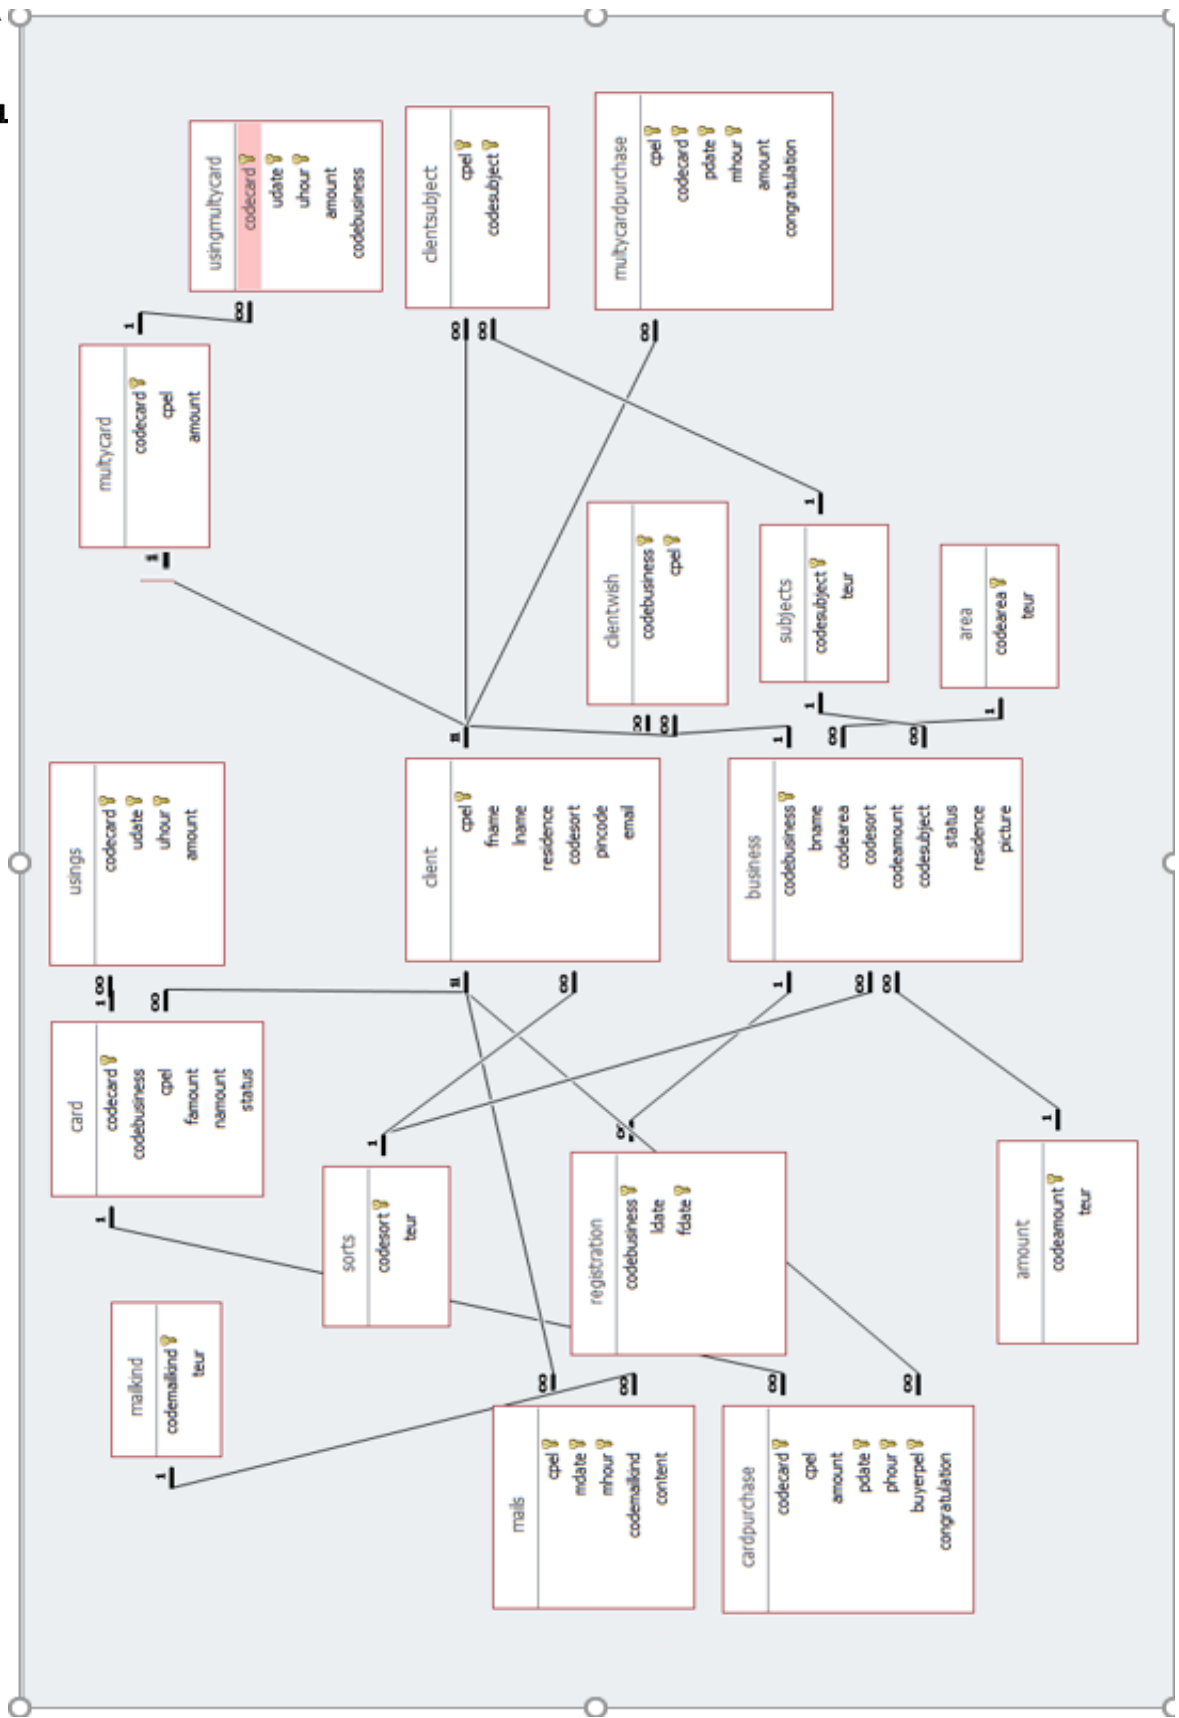 usingmultycard
codecard
udate
uhour
amount
codebusiness
clientsubject
cpel
codesubject
multycardpurchase
cpel
codecard
pdate
mhour
amount
congratulation
multycard
codecard
cpel
amount
clientwish
codebusiness
cpel
subjects
codesubject
teur
area
codearea
teur
usings
codecard
udate
uhour
amount
client
cpel
fname
lname
residence
codesort
pincode
email
business
codebusiness
bname
codearea
codesort
codeamount
codesubject
status
residence
picture
card
codecard
codebusiness
cpel
famount
namount
status
sorts
codesort
teur
registration
codebusiness
ldate
fdate
amount
codeamount
teur
mailkind
codemailkind
teur
mails
cpel
mdate
mhour
codemailkind
content
cardpurchase
codecard
cpel
amount
pdate
phour
buyerpel
congratulation